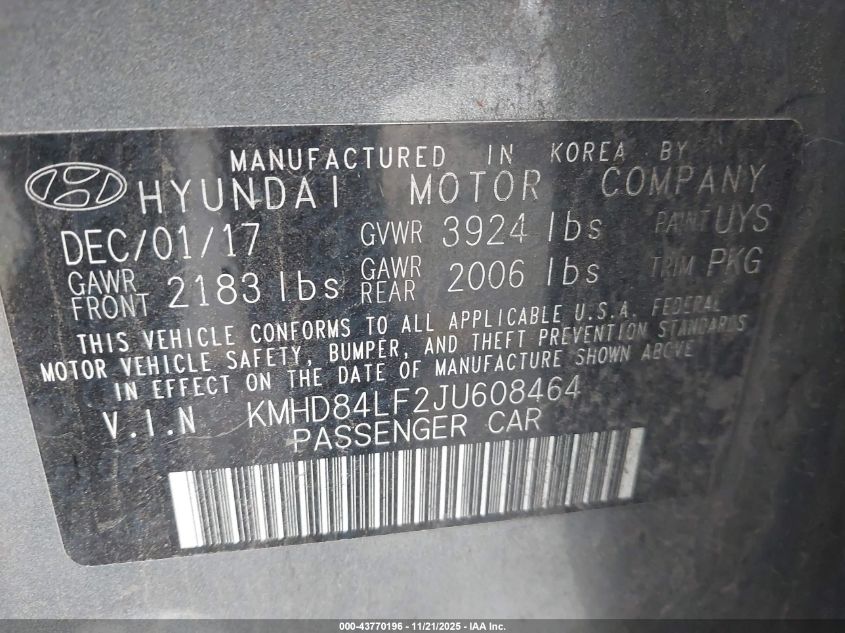 MANUFACTURED IN KOREA BY
HYUNDAI MOTOR COMPANY
DEC/01/17 GVWR 3924 lbs PAINT UYS
GAWR FRONT 2183 lbs GAWR REAR 2006 lbs TRIM PKG
THIS VEHICLE CONFORMS TO ALL APPLICABLE U.S.A. FEDERAL
MOTOR VEHICLE SAFETY, BUMPER, AND THEFT PREVENTION STANDARDS
IN EFFECT ON THE DATE OF MANUFACTURE SHOWN ABOVE
V.I.N KMHD84LF2JU608464
PASSENGER CAR
000-43770196 - 11/21/2025 - IAA Inc.